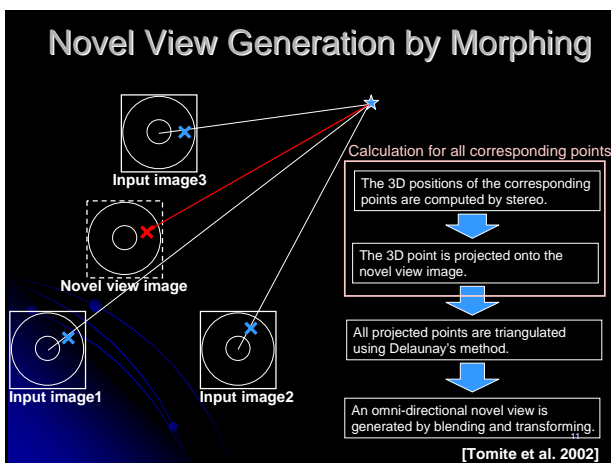 Novel View Generation by Morphing
Input image3
Novel view image
Input image1
Input image2
Calculation for all corresponding points
The 3D positions of the corresponding
points are computed by stereo.
The 3D point is projected onto the
novel view image.
All projected points are triangulated
using Delaunay's method.
An omni-directional novel view is
generated by blending and transforming.
11
[Tomite et al. 2002]